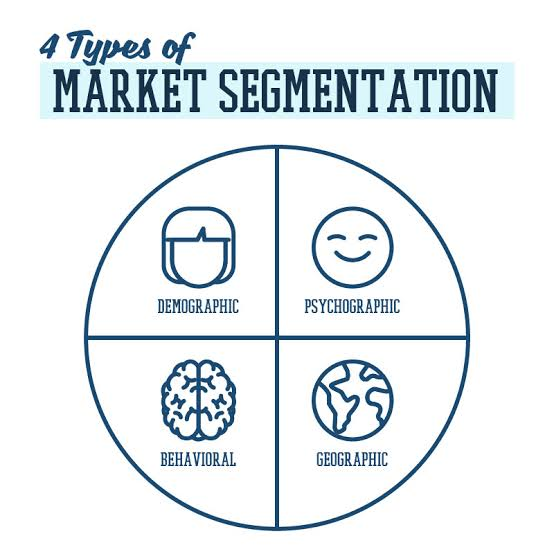 4 Types of
MARKET SEGMENTATION
DEMOGRAPHIC
PSYCHOGRAPHIC
BEHAVIORAL
GEOGRAPHIC